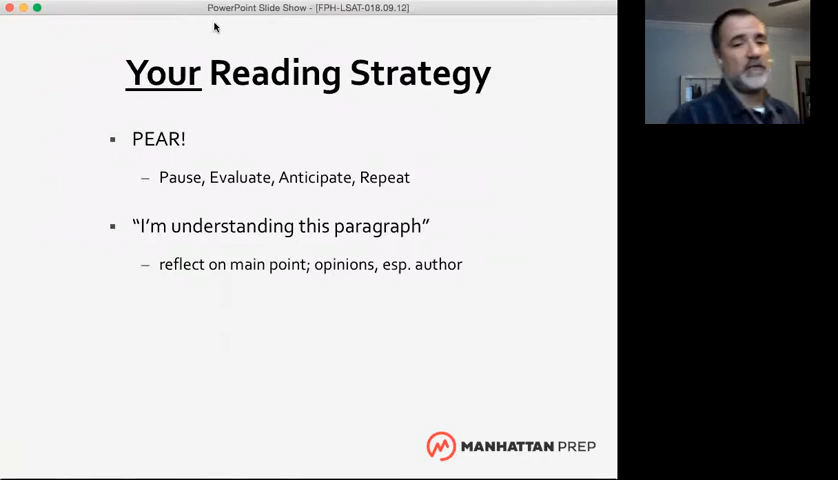 PowerPoint Slide Show - [FPH-LSAT-018.09.12]
Your Reading Strategy
▪ PEAR!
– Pause, Evaluate, Anticipate, Repeat
▪ “I’m understanding this paragraph”
– reflect on main point; opinions, esp. author
MANHATTAN PREP